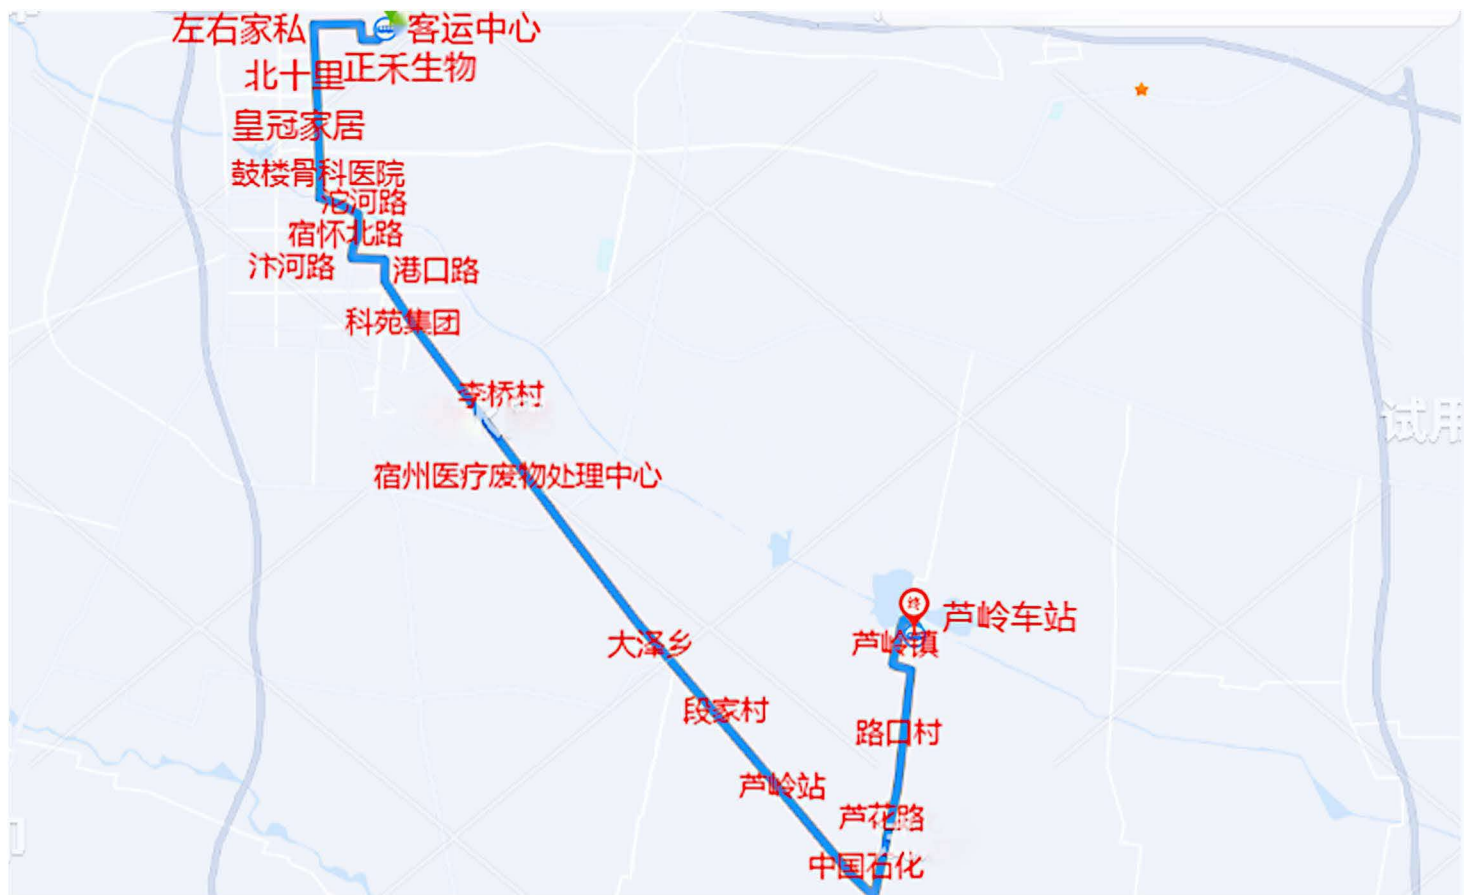 左右家私
客运中心
正禾生物
北十里
皇冠家居
鼓楼骨科医院
沱河路
宿怀北路
汴河路
港口路
科苑集团
李桥村
试用
宿州医疗废物处理中心
终
芦岭车站
芦岭镇
大泽乡
段家村
路口村
芦岭站
芦花路
中国石化